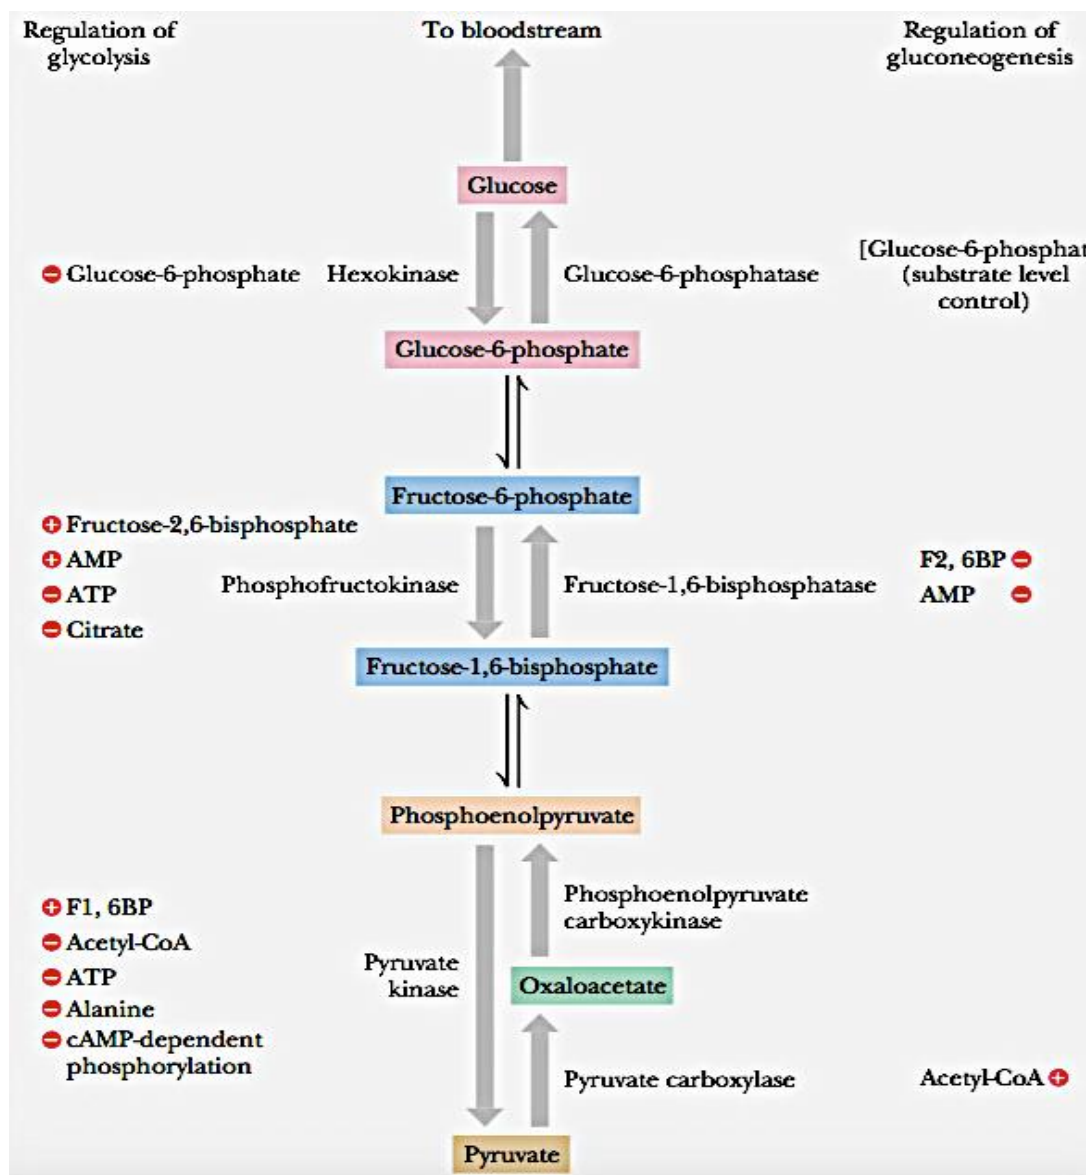 Regulation of
glycolysis
To bloodstream
Regulation of
gluconeogenesis
Glucose
Glucose-6-phosphate
Hexokinase
Glucose-6-phosphatase
[Glucose-6-phosphat
(substrate level
control)
Glucose-6-phosphate
Fructose-6-phosphate
+ Fructose-2,6-bisphosphate
+ AMP
− ATP
− Citrate
Phosphofructokinase
Fructose-1,6-bisphosphatase
F2, 6BP −
AMP −
Fructose-1,6-bisphosphate
Phosphoenolpyruvate
+ F1, 6BP
− Acetyl-CoA
− ATP
− Alanine
− cAMP-dependent
phosphorylation
Pyruvate
kinase
Phosphoenolpyruvate
carboxykinase
Oxaloacetate
Pyruvate carboxylase
Acetyl-CoA +
Pyruvate